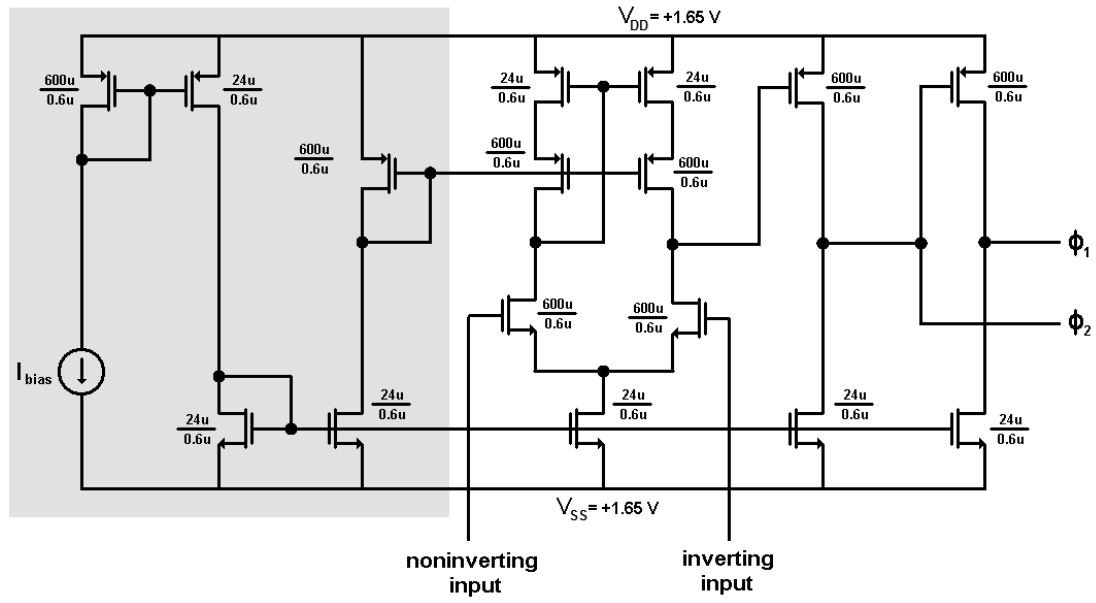 V_DD = +1.65 V
600u
0.6u
24u
0.6u
24u
0.6u
24u
0.6u
600u
0.6u
600u
0.6u
600u
0.6u
600u
0.6u
600u
0.6u
ϕ₁
600u
0.6u
600u
0.6u
ϕ₂
I_bias
24u
0.6u
24u
0.6u
24u
0.6u
24u
0.6u
24u
0.6u
V_SS = +1.65 V
noninverting
input
inverting
input